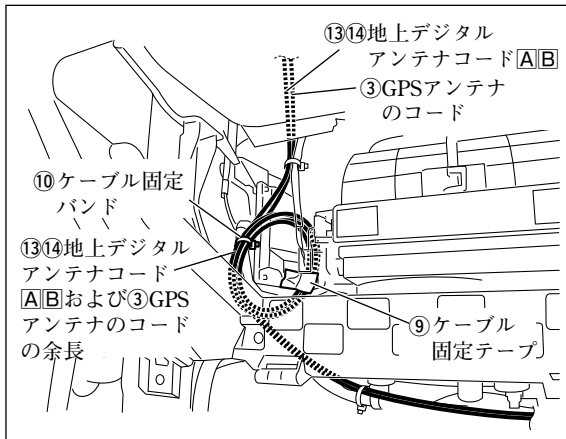 ⑬⑭地上デジタル
アンテナコードAB
③GPSアンテナ
のコード
⑩ケーブル固定
バンド
⑬⑭地上デジタル
アンテナコード
ABおよび③GPS
アンテナのコード
の余長
⑨ケーブル
固定テープ